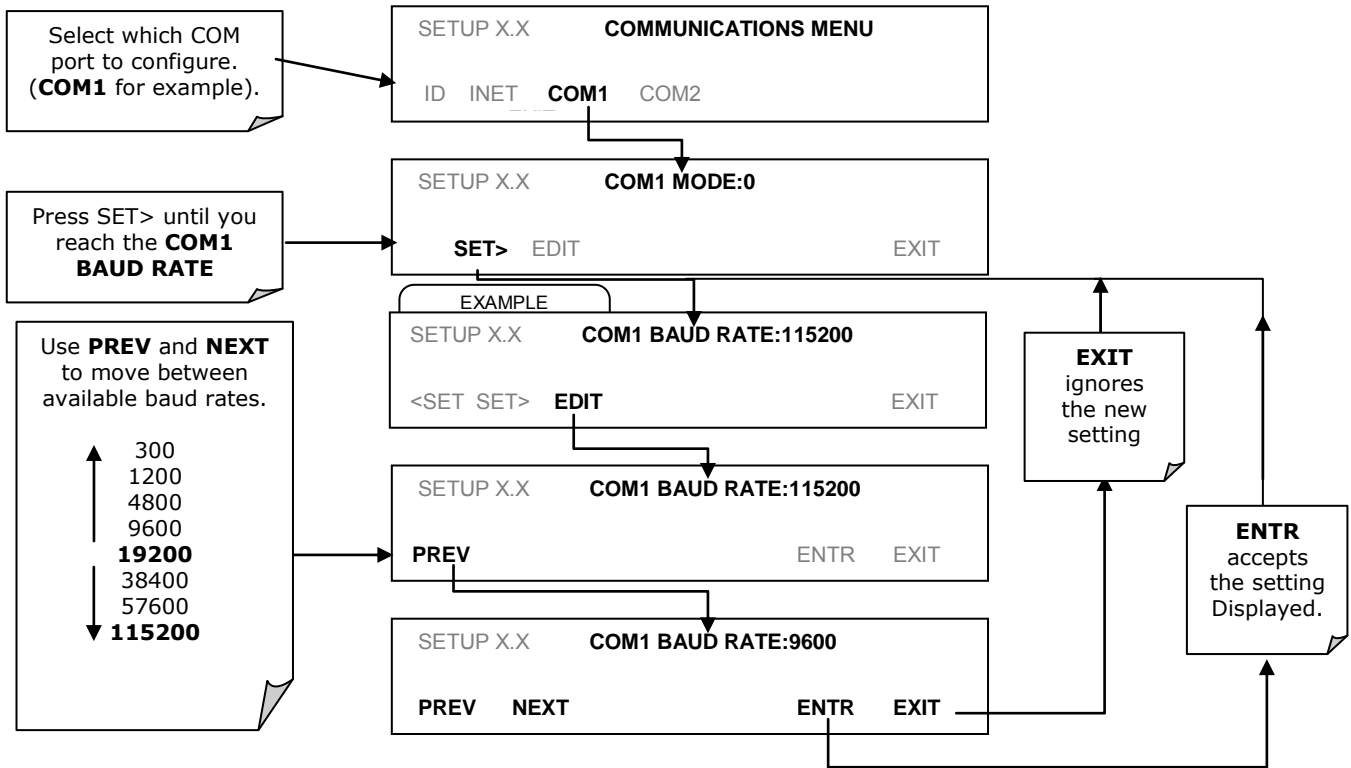 Select which COM
port to configure.
(COM1 for example).
SETUP X.X COMMUNICATIONS MENU
ID INET COM1 COM2
Press SET> until you
reach the COM1
BAUD RATE
SETUP X.X COM1 MODE:0
SET> EDIT EXIT
EXAMPLE
SETUP X.X COM1 BAUD RATE:115200
<SET SET> EDIT EXIT
Use PREV and NEXT
to move between
available baud rates.
300
1200
4800
9600
19200
38400
57600
115200
SETUP X.X COM1 BAUD RATE:115200
PREV ENTR EXIT
SETUP X.X COM1 BAUD RATE:9600
PREV NEXT ENTR EXIT
EXIT
ignores
the new
setting
ENTR
accepts
the setting
Displayed.